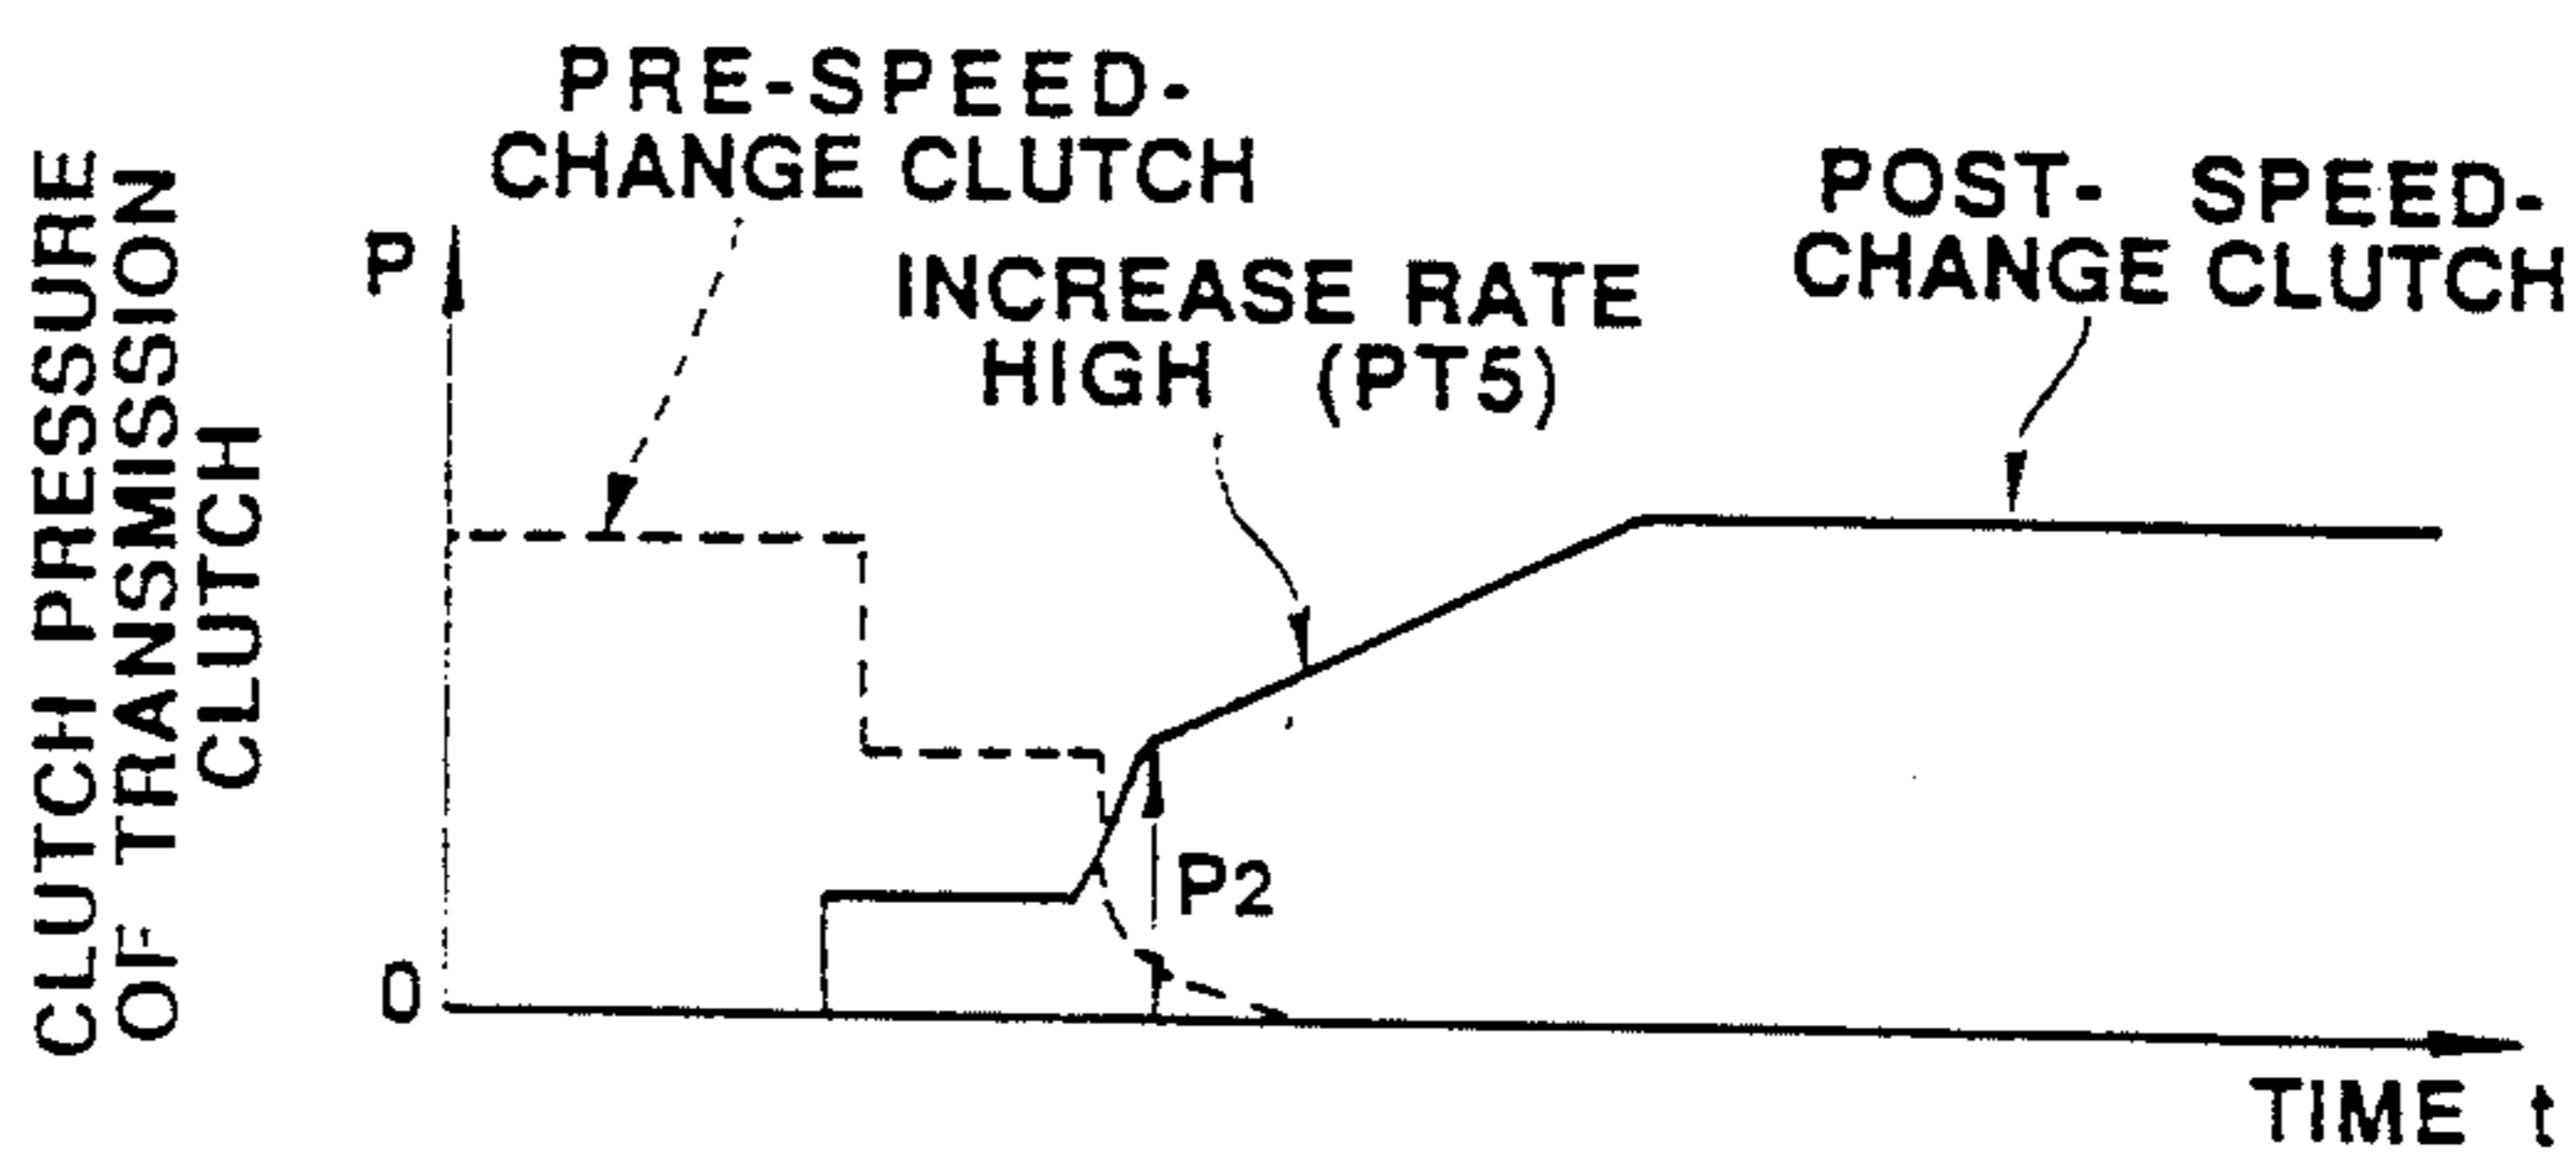 PRE-SPEED-
CHANGE CLUTCH
POST- SPEED-
CHANGE CLUTCH
INCREASE RATE
HIGH (PT5)
CLUTCH PRESSURE
OF TRANSMISSION
CLUTCH
P
P2
0
TIME t